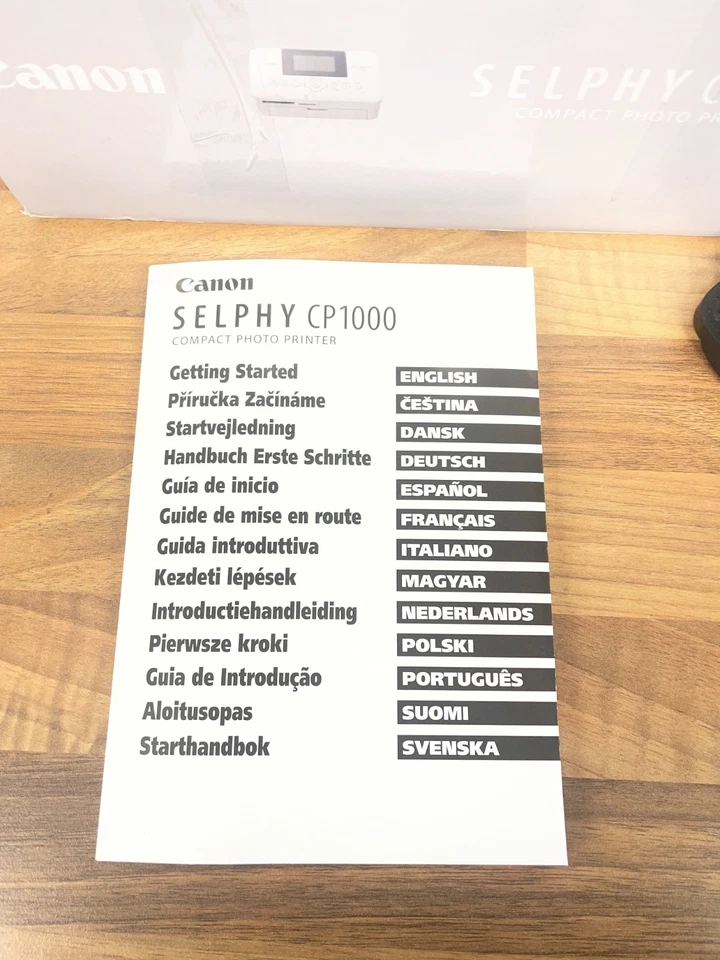 Canon
SELPHY C
COMPACT PHOTO PR
Canon
SELPHY CP1000
COMPACT PHOTO PRINTER
Getting Started ENGLISH
Příručka Začínáme ČEŠTINA
Startvejledning DANSK
Handbuch Erste Schritte DEUTSCH
Guía de inicio ESPAÑOL
Guide de mise en route FRANÇAIS
Guida introduttiva ITALIANO
Kezdeti lépések MAGYAR
Introductiehandleiding NEDERLANDS
Pierwsze kroki POLSKI
Guia de Introdução PORTUGUÊS
Aloitusopas SUOMI
Starthandbok SVENSKA